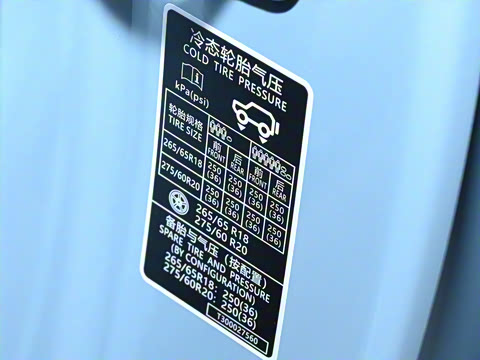 冷态轮胎气压
COLD TIRE PRESSURE
kPa(psi)
轮胎规格
TIRE SIZE
前 后 前 后
FRONT REAR FRONT REAR
265/65R18 250 (36) 250 (36) 250 (36) 250 (36)
275/60R20 250 (36) 250 (36) 250 (36) 250 (36)
265/65 R18
275/60 R20
备胎与气压（按配置）
SPARE TIRE AND PRESSURE
(BY CONFIGURATION)
265/65R18：250(36)
275/60R20：250(36)
T300027560